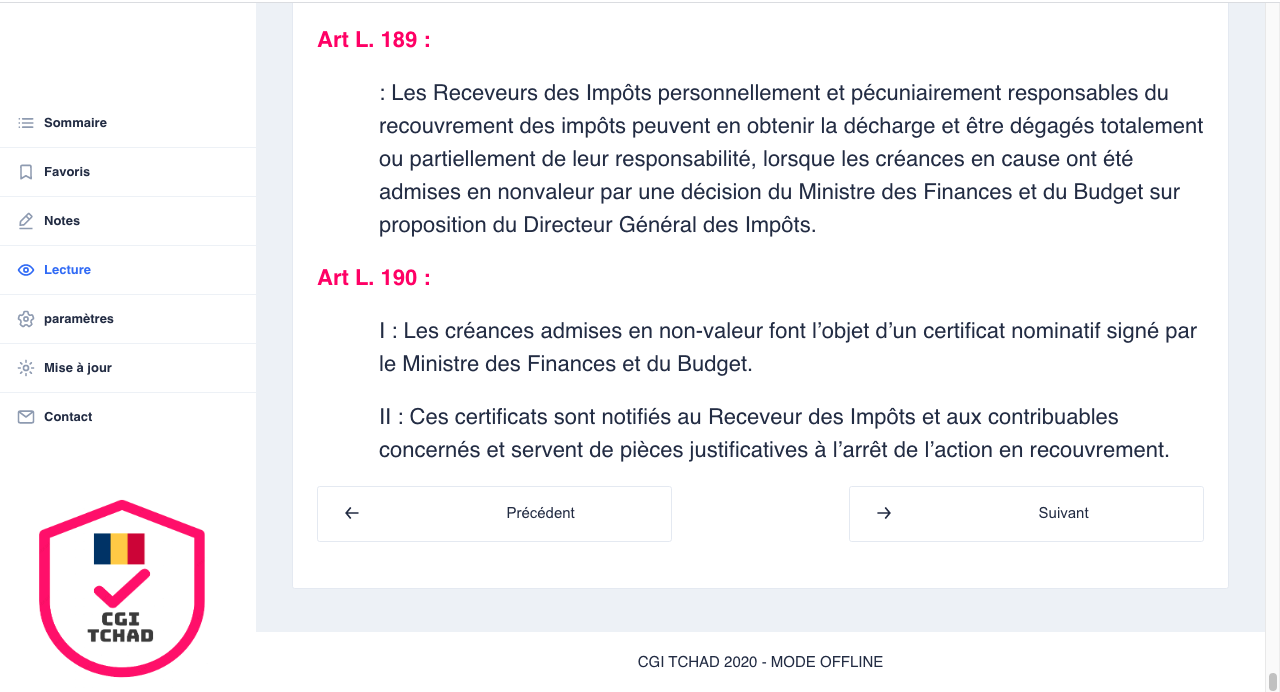 Sommaire
Favoris
Notes
Lecture
paramètres
Mise à jour
Contact
CGI
TCHAD
Art L. 189 :
: Les Receveurs des Impôts personnellement et pécuniairement responsables du
recouvrement des impôts peuvent en obtenir la décharge et être dégagés totalement
ou partiellement de leur responsabilité, lorsque les créances en cause ont été
admises en nonvaleur par une décision du Ministre des Finances et du Budget sur
proposition du Directeur Général des Impôts.
Art L. 190 :
I : Les créances admises en non-valeur font l’objet d’un certificat nominatif signé par
le Ministre des Finances et du Budget.
II : Ces certificats sont notifiés au Receveur des Impôts et aux contribuables
concernés et servent de pièces justificatives à l’arrêt de l’action en recouvrement.
Précédent
Suivant
CGI TCHAD 2020 - MODE OFFLINE